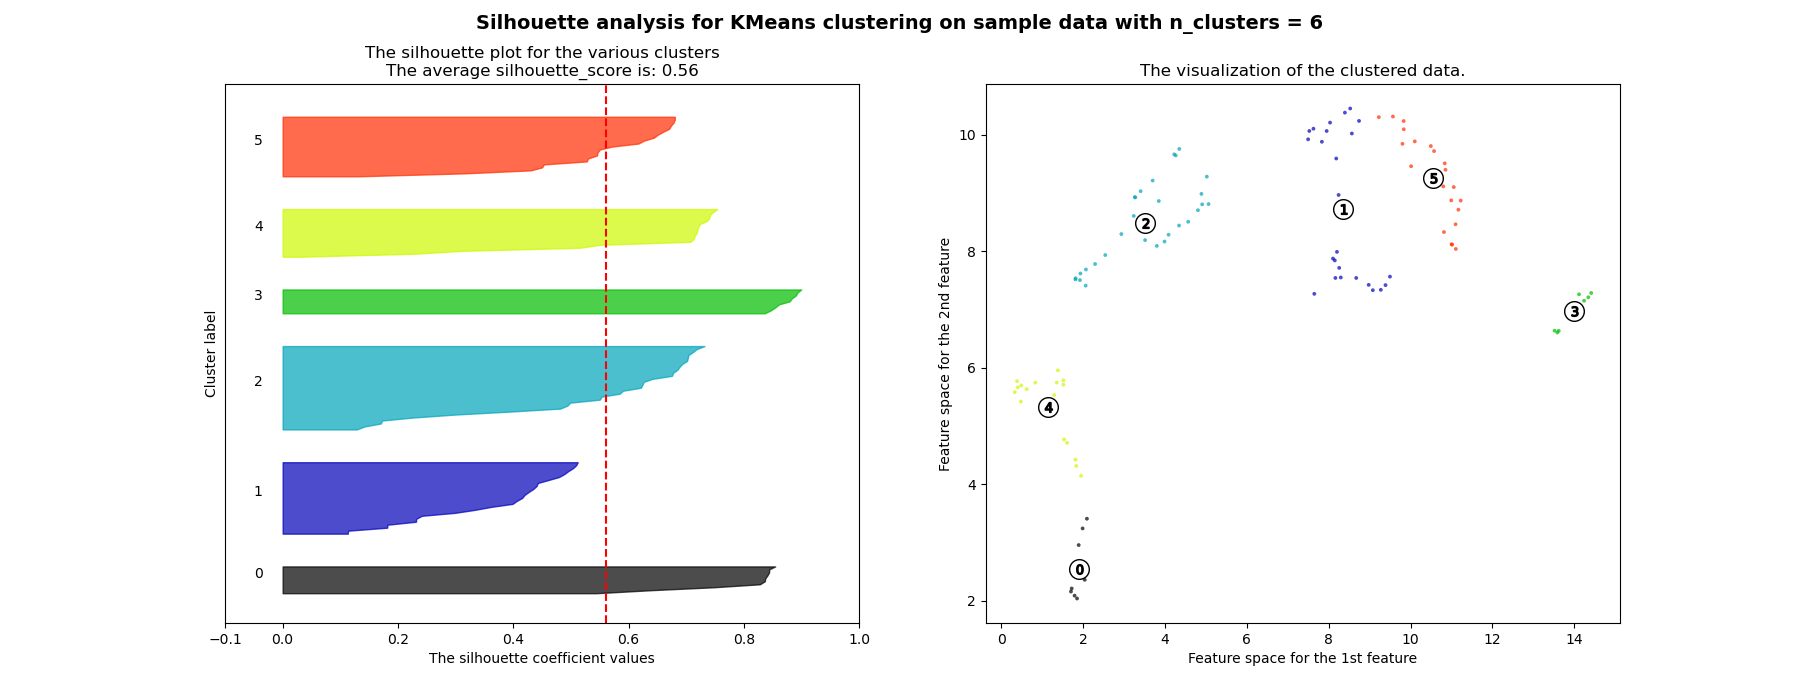 Silhouette analysis for KMeans clustering on sample data with n_clusters = 6
The silhouette plot for the various clusters
The average silhouette_score is: 0.56
5
4
3
2
1
0
Cluster label
−0.1 0.0 0.2 0.4 0.6 0.8 1.0
The silhouette coefficient values
The visualization of the clustered data.
10
8
6
4
2
Feature space for the 2nd feature
5
1
2
3
4
0
0 2 4 6 8 10 12 14
Feature space for the 1st feature